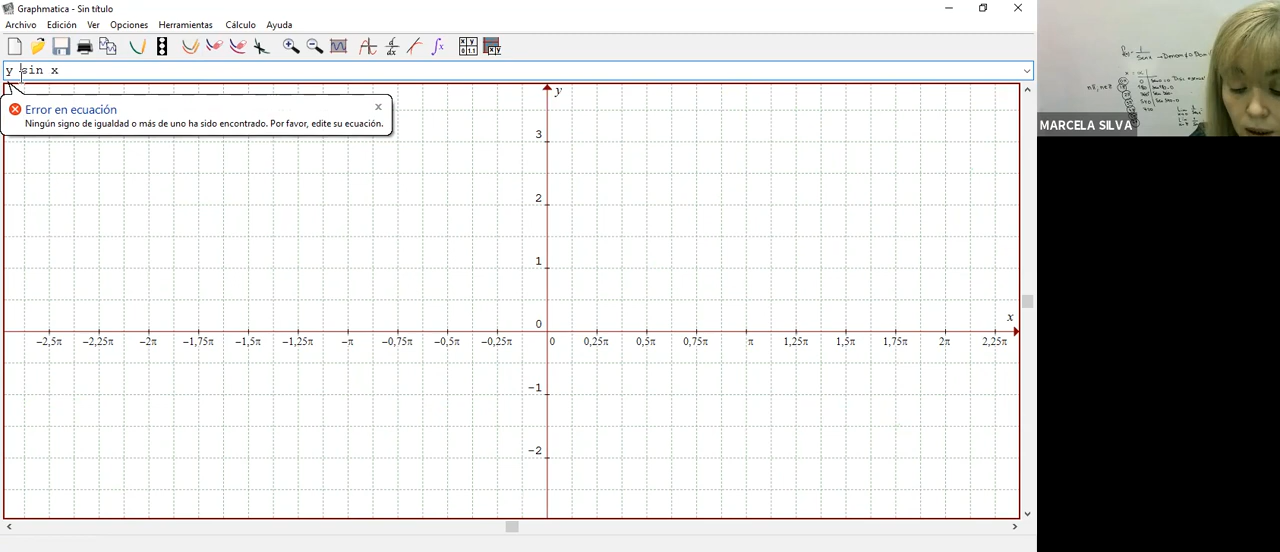 Graphmatica - Sin título
Archivo Edición Ver Opciones Herramientas Cálculo Ayuda
y sin x
Error en ecuación
Ningún signo de igualdad o más de uno ha sido encontrado. Por favor, edite su ecuación.
y
3
2
1
0
x
−2,5π −2,25π −2π −1,75π −1,5π −1,25π −π −0,75π −0,5π −0,25π 0 0,25π 0,5π 0,75π π 1,25π 1,5π 1,75π 2π 2,25π
−1
−2
MARCELA SILVA